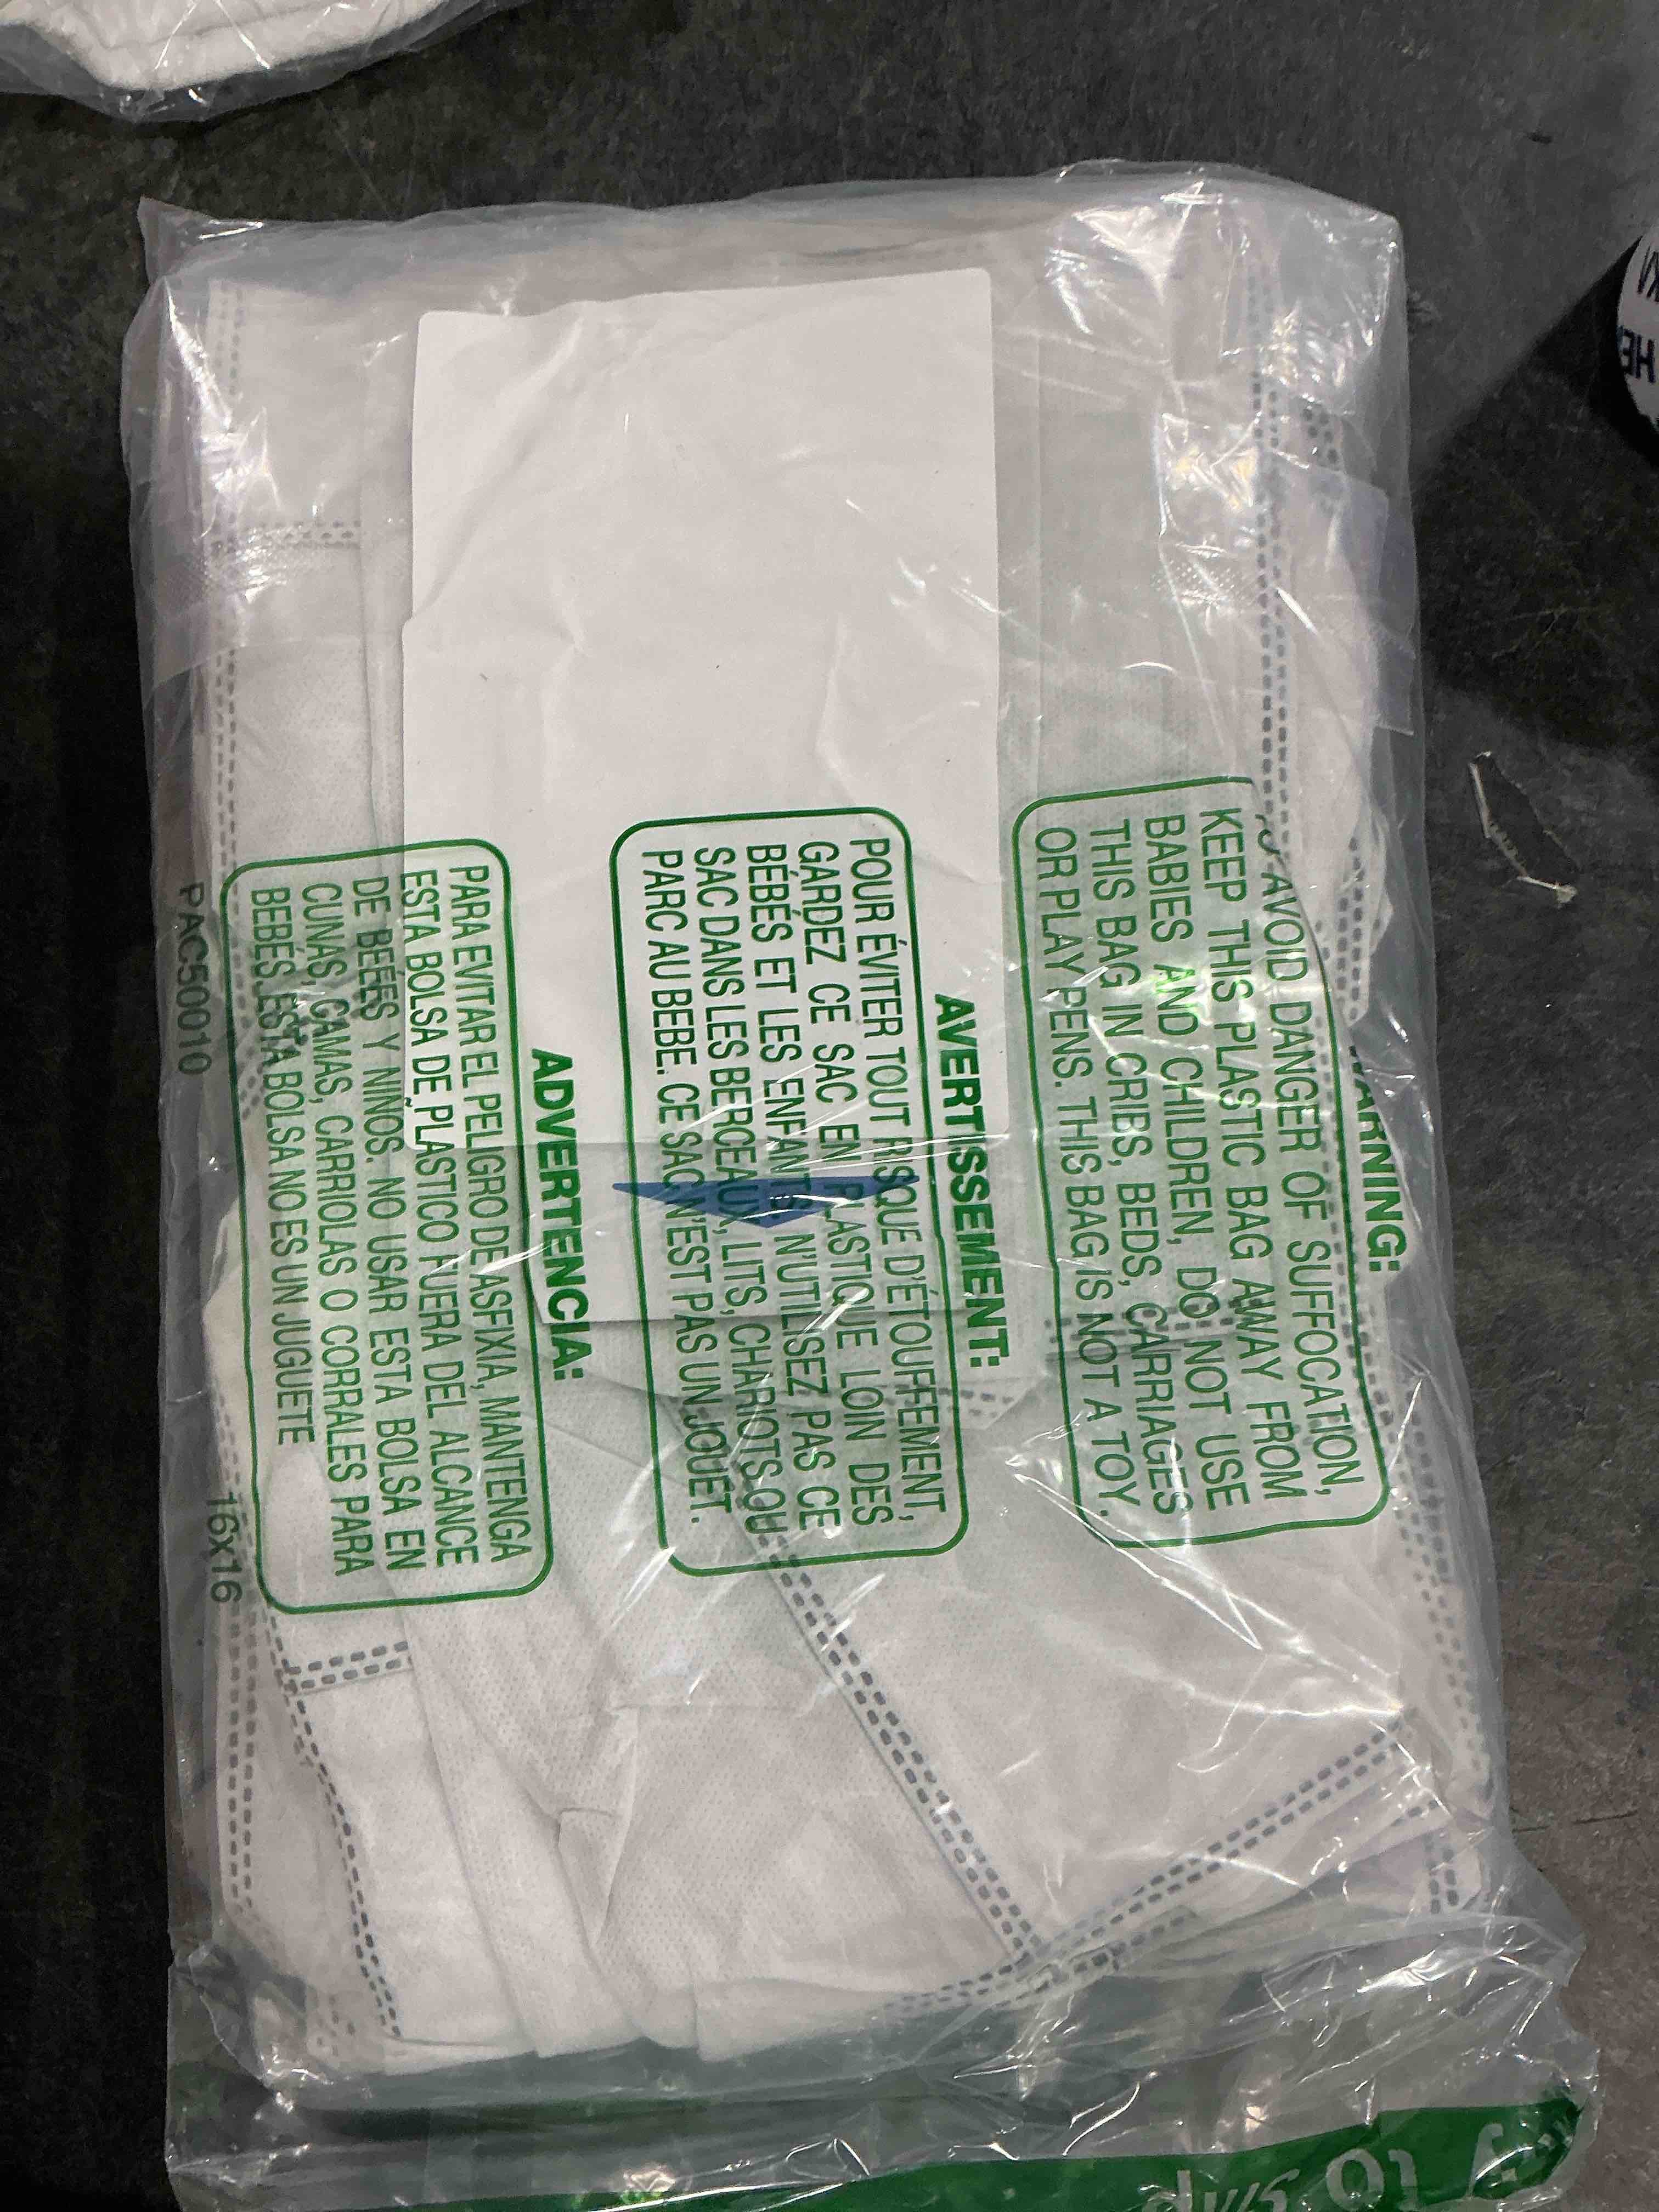 WARNING:
AVOID DANGER OF SUFFOCATION,
KEEP THIS PLASTIC BAG AWAY FROM
BABIES AND CHILDREN, DO NOT USE
THIS BAG IN CRIBS, BEDS, CARRIAGES
OR PLAY PENS. THIS BAG IS NOT A TOY.
AVERTISSEMENT:
POUR ÉVITER TOUT RISQUE D'ÉTOUFFEMENT,
GARDEZ CE SAC EN PLASTIQUE LOIN DES
BÉBÉS ET LES ENFANTS, N'UTILISEZ PAS CE
SAC DANS LES BERCEAUX, LITS, CHARIOTS OU
PARC AU BEBE. CE SAC N'EST PAS UN JOUET.
ADVERTENCIA:
PARA EVITAR EL PELIGRO DE ASFIXIA, MANTENGA
ESTA BOLSA DE PLASTICO FUERA DEL ALCANCE
DE BEÉES Y NIÑOS. NO USAR ESTA BOLSA EN
CUNAS, CAMAS, CARRIOLAS O CORRALES PARA
BEBÉS, ESTA BOLSA NO ES UN JUGUETE
PAC50010 16x16
to ship